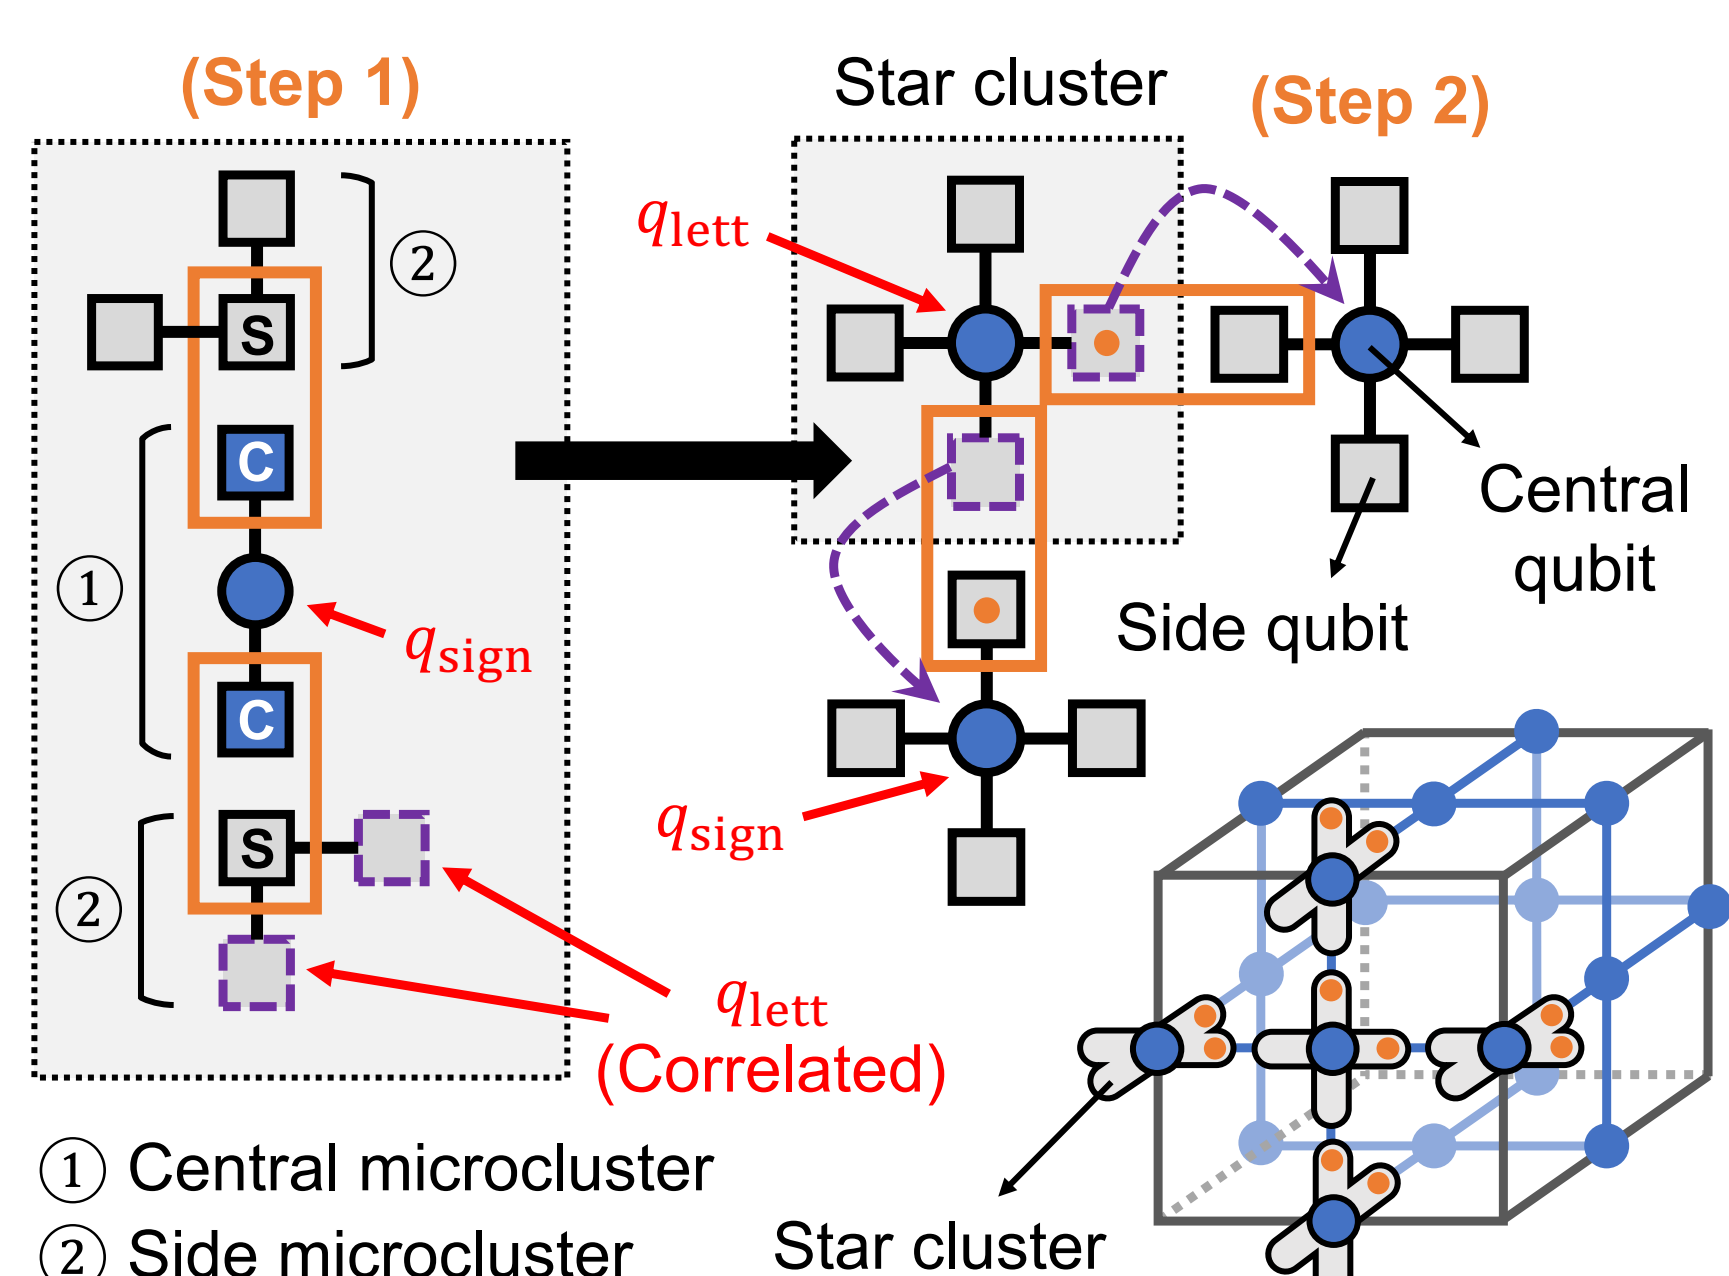 (Step 1)
Star cluster
(Step 2)
②
S
C
①
q_sign
C
S
②
q_lett
(Correlated)
q_lett
q_sign
Central
qubit
Side qubit
Star cluster
① Central microcluster
② Side microcluster